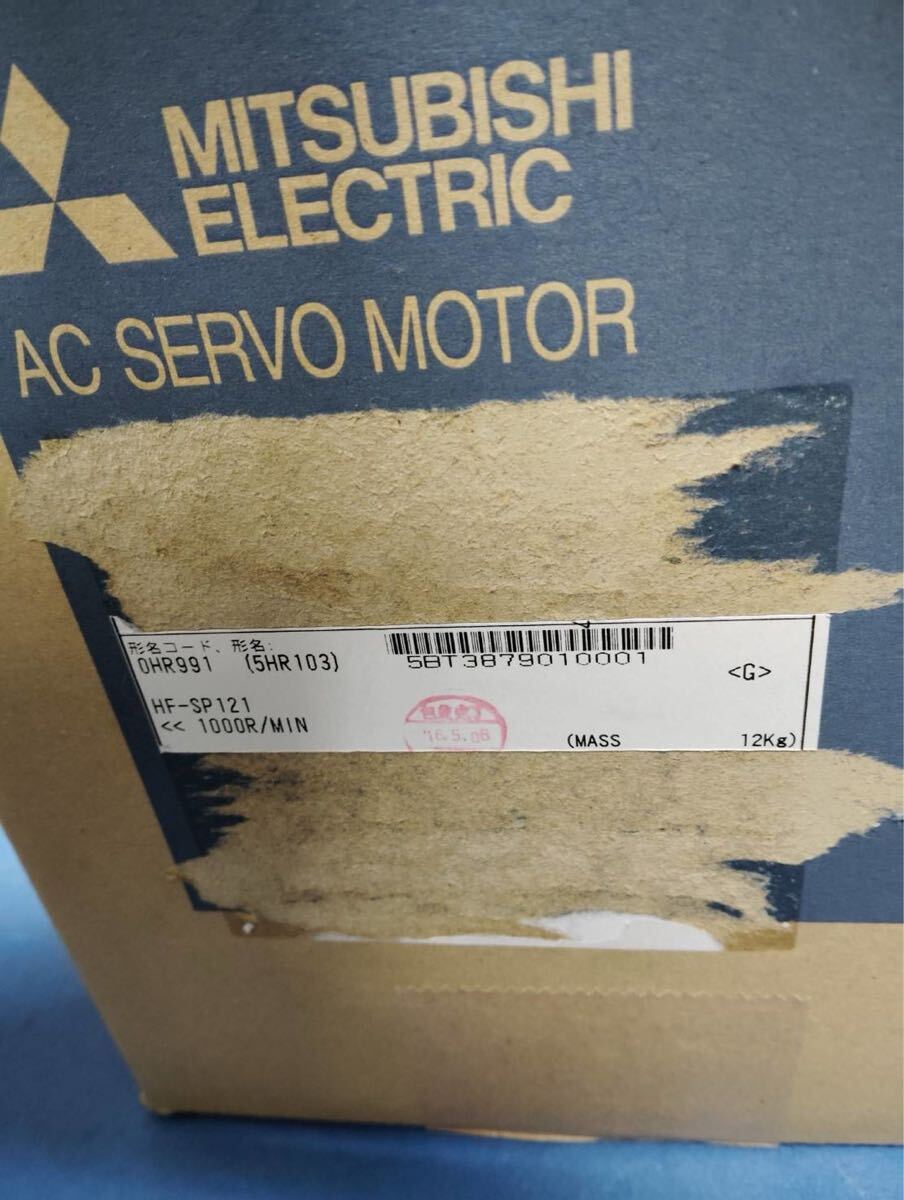 MITSUBISHI
ELECTRIC
AC SERVO MOTOR
形名コード、形名:
0HR991 (5HR103)
5BT3879010001
<G>
HF-SP121
<< 1000R/MIN
'16.5.06
(MASS 12Kg)